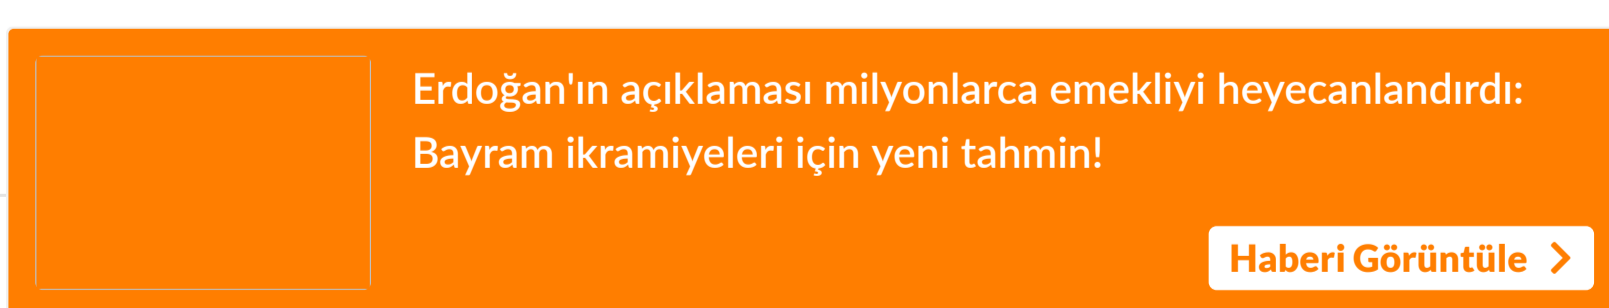 Erdoğan'ın açıklaması milyonlarca emekliyi heyecanlandırdı:
Bayram ikramiyeleri için yeni tahmin!
Haberi Görüntüle